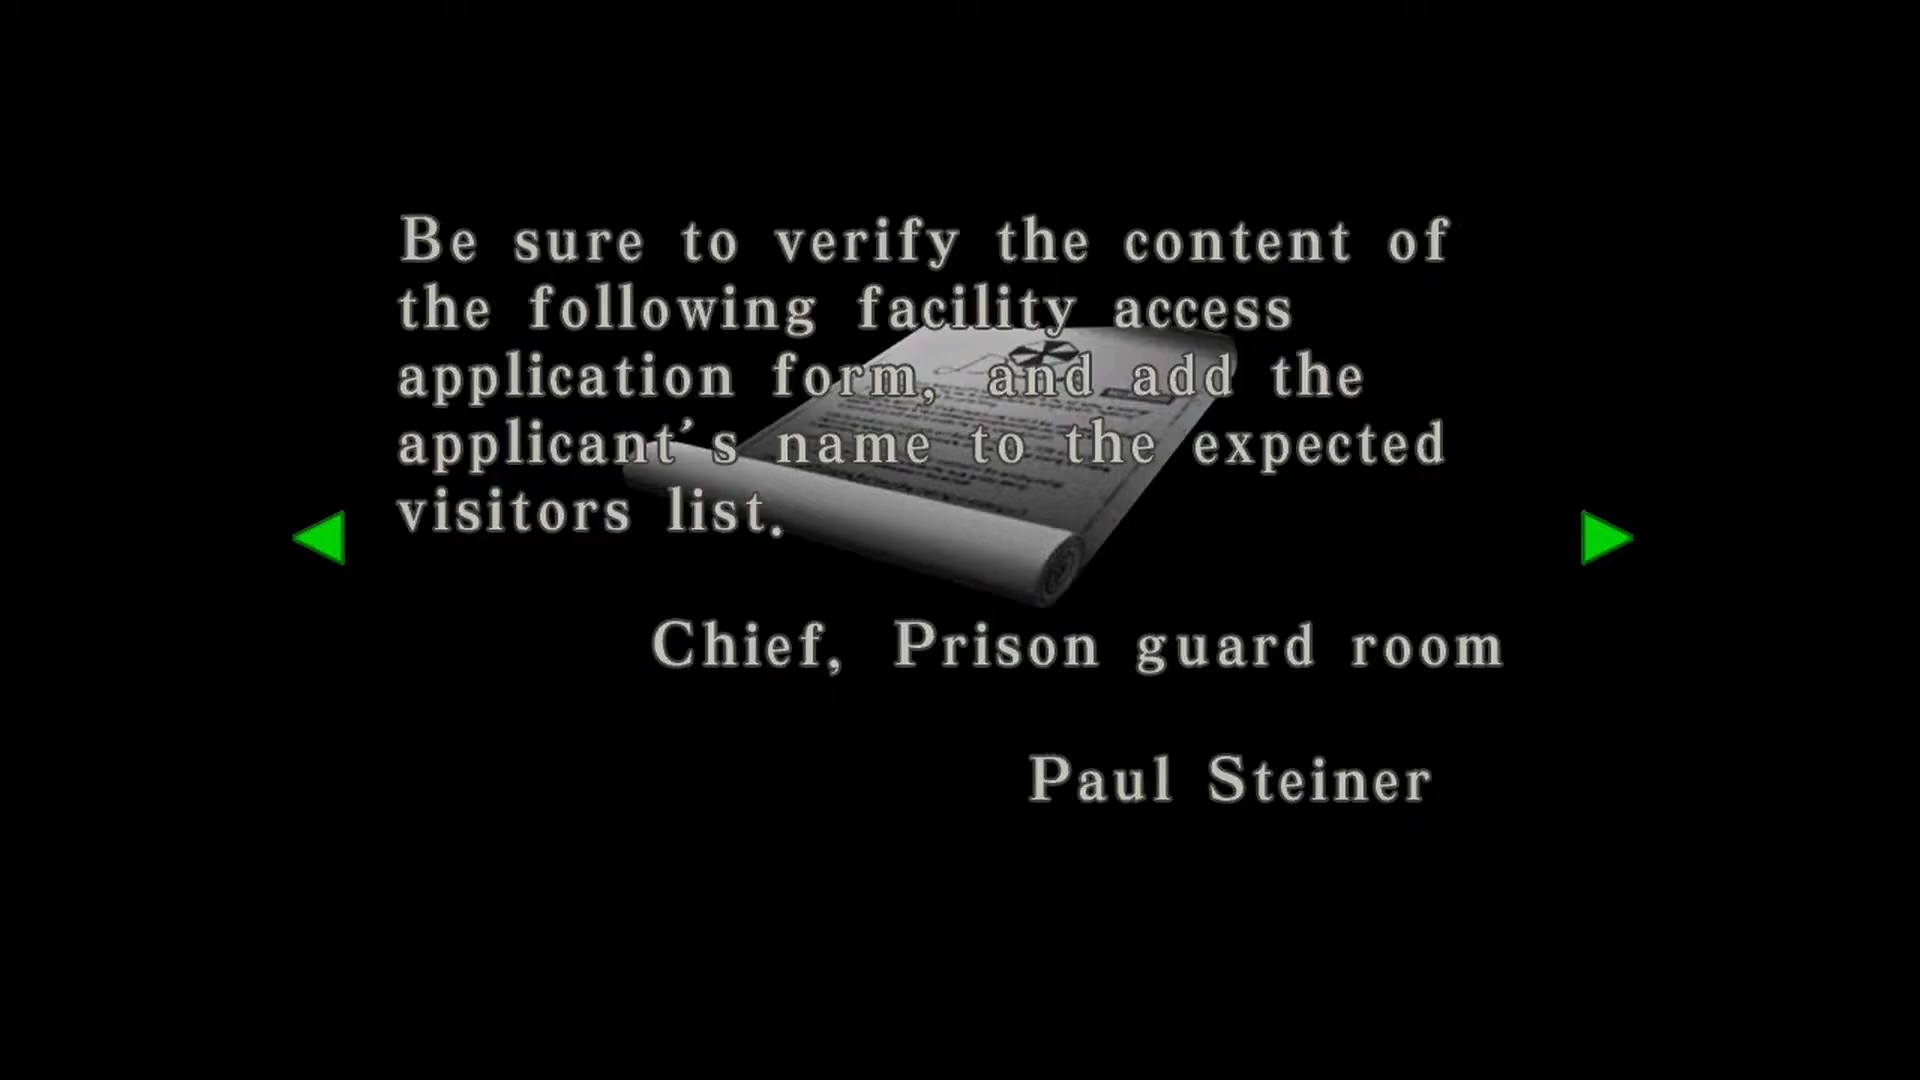 Be sure to verify the content of
the following facility access
application form, and add the
applicant's name to the expected
visitors list.
Chief, Prison guard room
Paul Steiner